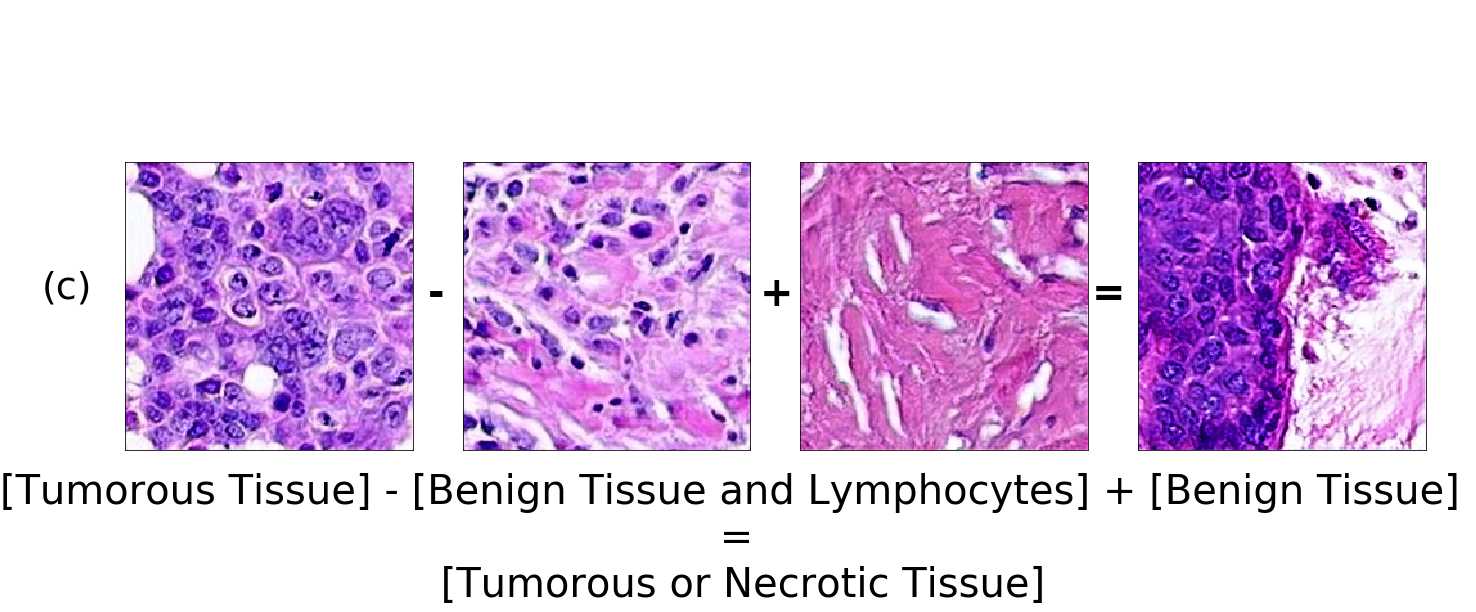 (c) - + =
[Tumorous Tissue] - [Benign Tissue and Lymphocytes] + [Benign Tissue]
=
[Tumorous or Necrotic Tissue]